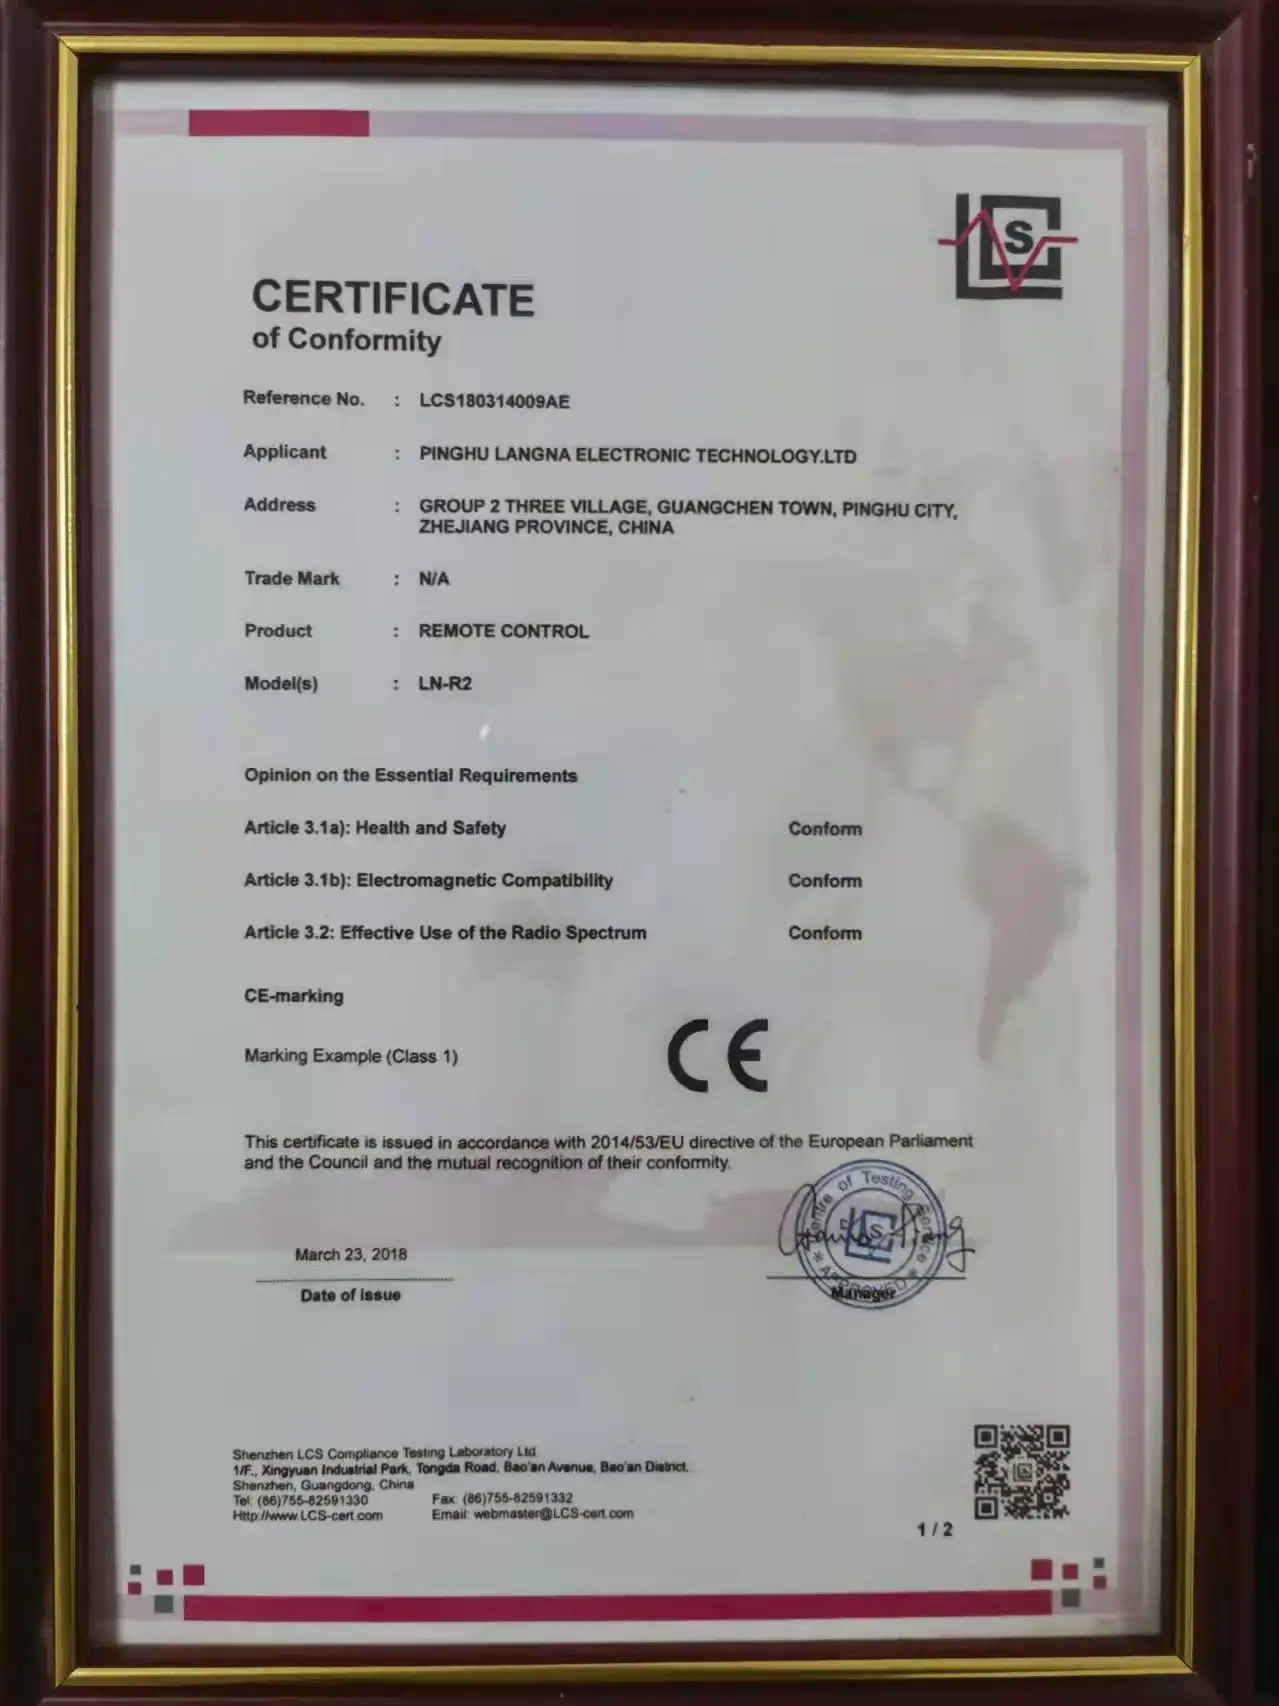 LCS
CERTIFICATE
of Conformity
Reference No. : LCS180314009AE
Applicant : PINGHU LANGNA ELECTRONIC TECHNOLOGY.LTD
Address : GROUP 2 THREE VILLAGE, GUANGCHEN TOWN, PINGHU CITY,
ZHEJIANG PROVINCE, CHINA
Trade Mark : N/A
Product : REMOTE CONTROL
Model(s) : LN-R2
Opinion on the Essential Requirements
Article 3.1a): Health and Safety Conform
Article 3.1b): Electromagnetic Compatibility Conform
Article 3.2: Effective Use of the Radio Spectrum Conform
CE-marking
Marking Example (Class 1) CE
This certificate is issued in accordance with 2014/53/EU directive of the European Parliament
and the Council and the mutual recognition of their conformity.
Centre of Testing Service
LCS
* APPROVED *
March 23, 2018
Date of issue Manager
Shenzhen LCS Compliance Testing Laboratory Ltd
1/F., Xingyuan Industrial Park, Tongda Road, Bao'an Avenue, Bao'an District,
Shenzhen, Guangdong, China
Tel: (86)755-82591330 Fax: (86)755-82591332
Http://www.LCS-cert.com Email: webmaster@LCS-cert.com
1 / 2